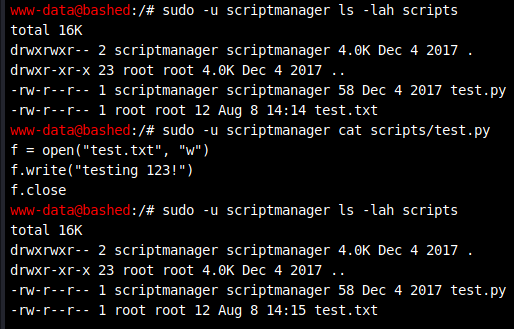 www-data@bashed:/# sudo -u scriptmanager ls -lah scripts
total 16K
drwxrwxr-- 2 scriptmanager scriptmanager 4.0K Dec 4 2017 .
drwxr-xr-x 23 root root 4.0K Dec 4 2017 ..
-rw-r--r-- 1 scriptmanager scriptmanager 58 Dec 4 2017 test.py
-rw-r--r-- 1 root root 12 Aug 8 14:14 test.txt
www-data@bashed:/# sudo -u scriptmanager cat scripts/test.py
f = open("test.txt", "w")
f.write("testing 123!")
f.close
www-data@bashed:/# sudo -u scriptmanager ls -lah scripts
total 16K
drwxrwxr-- 2 scriptmanager scriptmanager 4.0K Dec 4 2017 .
drwxr-xr-x 23 root root 4.0K Dec 4 2017 ..
-rw-r--r-- 1 scriptmanager scriptmanager 58 Dec 4 2017 test.py
-rw-r--r-- 1 root root 12 Aug 8 14:15 test.txt